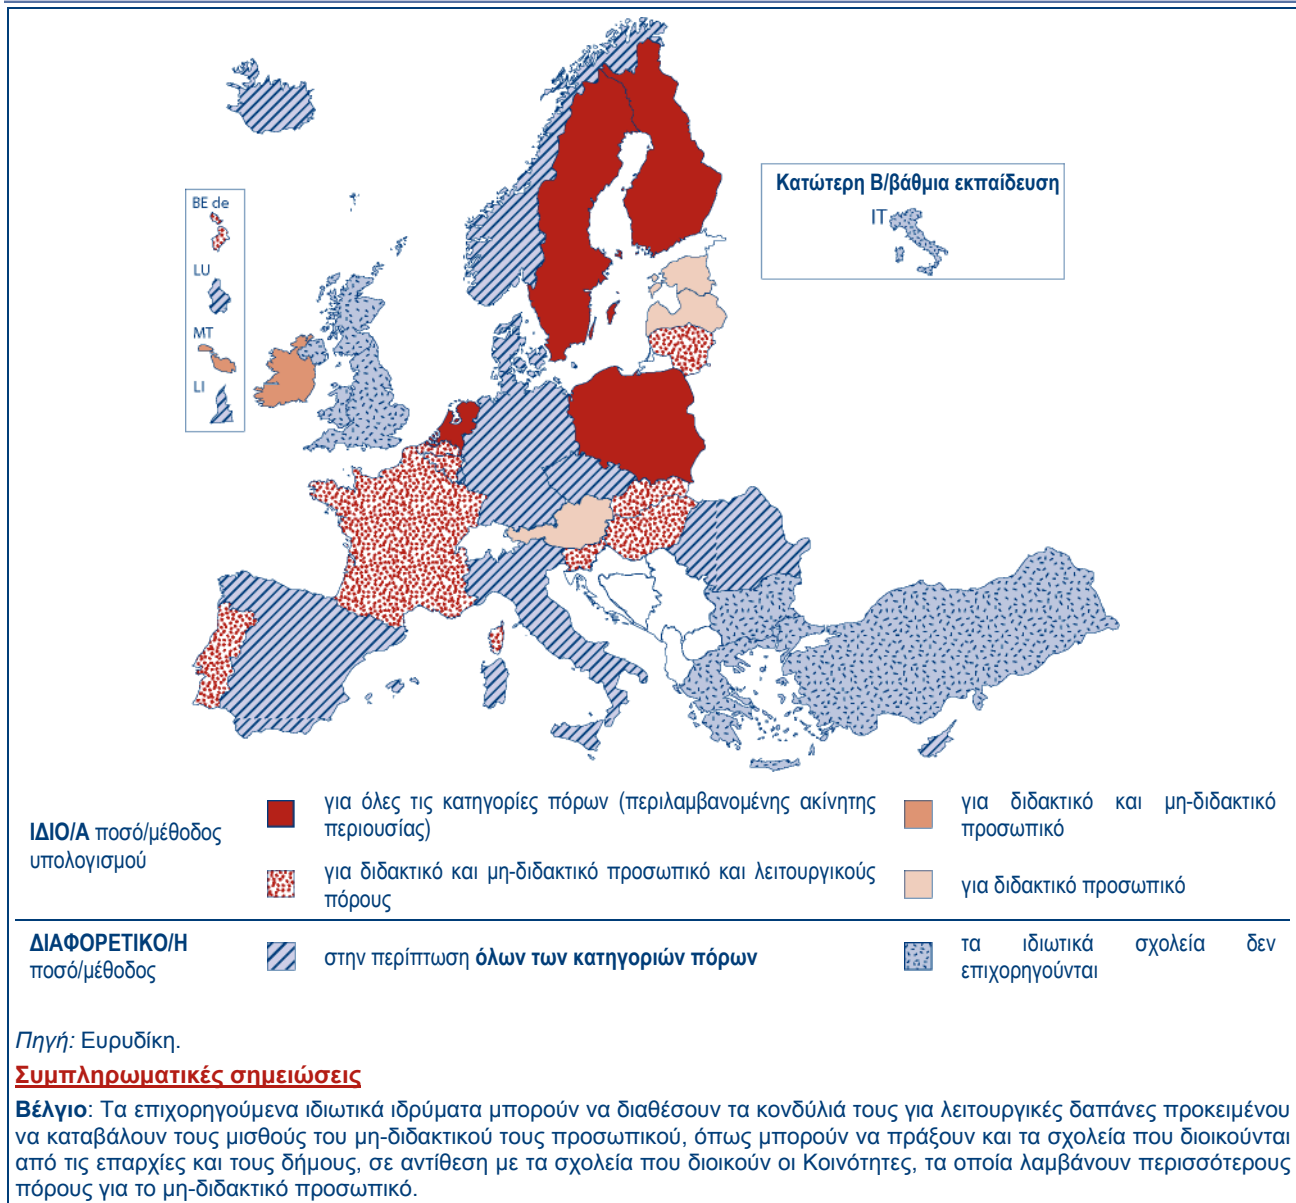 BE de
LU
MT
LI
Κατώτερη Β/βάθμια εκπαίδευση
IT
ΙΔΙΟ/Α ποσό/μέθοδος
υπολογισμού
για όλες τις κατηγορίες πόρων (περιλαμβανομένης ακίνητης
περιουσίας)
για διδακτικό και μη-διδακτικό
προσωπικό
για διδακτικό και μη-διδακτικό προσωπικό και λειτουργικούς
πόρους
για διδακτικό προσωπικό
ΔΙΑΦΟΡΕΤΙΚΟ/Η
ποσό/μέθοδος
στην περίπτωση όλων των κατηγοριών πόρων
τα ιδιωτικά σχολεία δεν
επιχορηγούνται
Πηγή: Ευρυδίκη.
Συμπληρωματικές σημειώσεις
Βέλγιο: Τα επιχορηγούμενα ιδιωτικά ιδρύματα μπορούν να διαθέσουν τα κονδύλιά τους για λειτουργικές δαπάνες προκειμένου
να καταβάλουν τους μισθούς του μη-διδακτικού τους προσωπικού, όπως μπορούν να πράξουν και τα σχολεία που διοικούνται
από τις επαρχίες και τους δήμους, σε αντίθεση με τα σχολεία που διοικούν οι Κοινότητες, τα οποία λαμβάνουν περισσότερους
πόρους για το μη-διδακτικό προσωπικό.